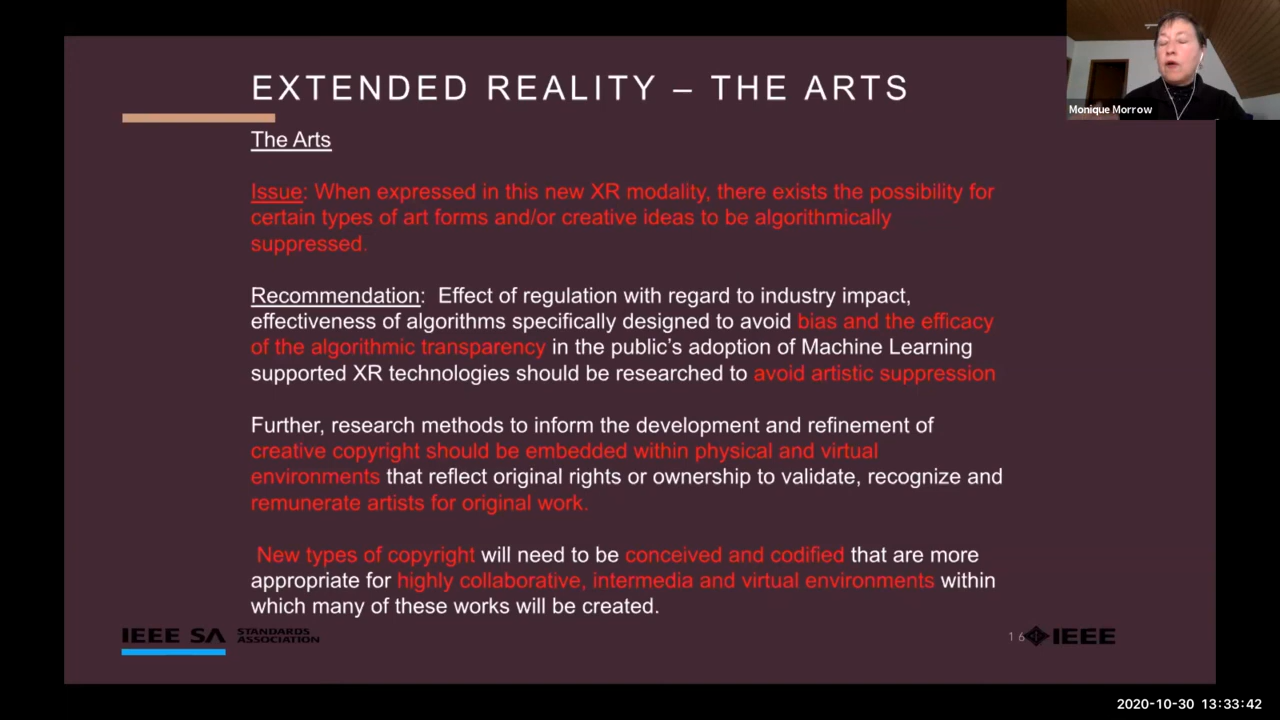 EXTENDED REALITY – THE ARTS
Monique Morrow
The Arts
Issue: When expressed in this new XR modality, there exists the possibility for
certain types of art forms and/or creative ideas to be algorithmically
suppressed.
Recommendation: Effect of regulation with regard to industry impact,
effectiveness of algorithms specifically designed to avoid bias and the efficacy
of the algorithmic transparency in the public's adoption of Machine Learning
supported XR technologies should be researched to avoid artistic suppression
Further, research methods to inform the development and refinement of
creative copyright should be embedded within physical and virtual
environments that reflect original rights or ownership to validate, recognize and
remunerate artists for original work.
New types of copyright will need to be conceived and codified that are more
appropriate for highly collaborative, intermedia and virtual environments within
which many of these works will be created.
IEEE SA STANDARDS
ASSOCIATION
16
IEEE
2020-10-30 13:33:42